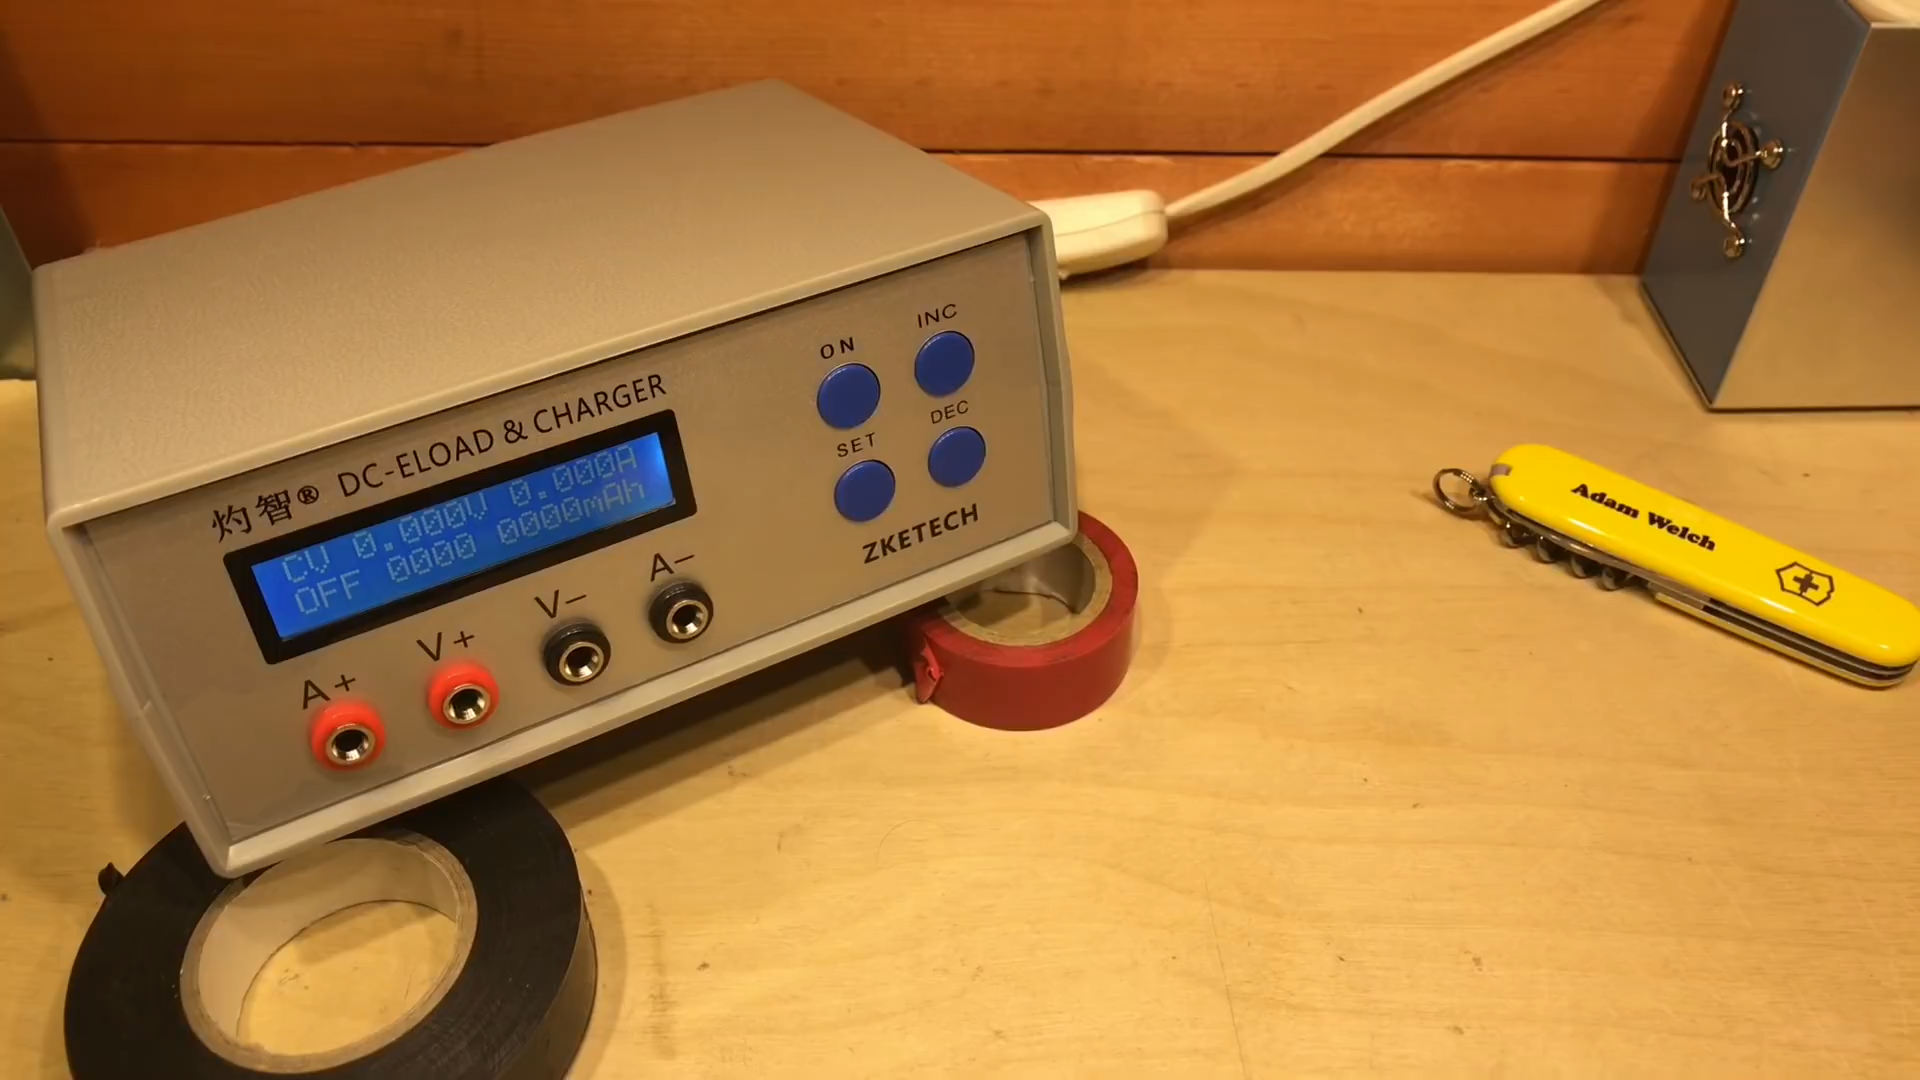 灼智® DC-ELOAD & CHARGER
CV 0.000V 0.000A
OFF 0000 0000mAh
A+
V+
V−
A−
ON
INC
SET
DEC
ZKETECH
Adam Welch